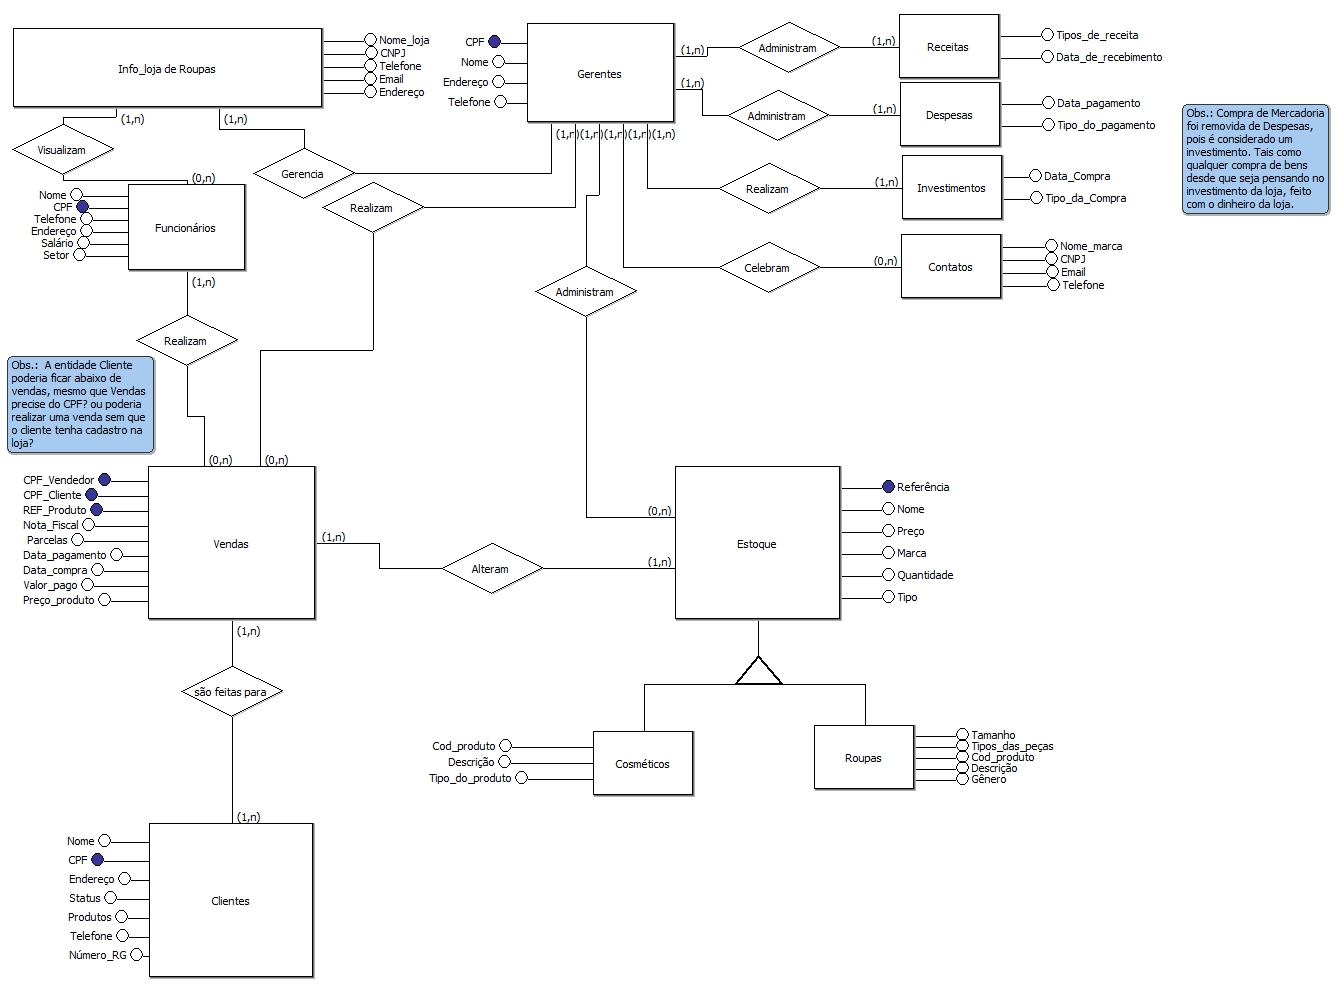 Info_loja de Roupas
Nome_loja
CNPJ
Telefone
Email
Endereço
(1,n)
(1,n)
Visualizam
Gerencia
(0,n)
Nome
CPF
Telefone
Endereço
Salário
Setor
Funcionários
(1,n)
Realizam
Realizam
CPF
Nome
Endereço
Telefone
Gerentes
(1,n)
(1,n)
(1,n)
(1,n)
(1,n)
(1,n)
(1,n)
Administram
(1,n)
Receitas
Tipos_de_receita
Data_de_recebimento
Administram
(1,n)
Despesas
Data_pagamento
Tipo_do_pagamento
Realizam
(1,n)
Investimentos
Data_Compra
Tipo_da_Compra
Celebram
(0,n)
Contatos
Nome_marca
CNPJ
Email
Telefone
Obs.: Compra de Mercadoria
foi removida de Despesas,
pois é considerado um
investimento. Tais como
qualquer compra de bens
desde que seja pensando no
investimento da loja, feito
com o dinheiro da loja.
Administram
Obs.: A entidade Cliente
poderia ficar abaixo de
vendas, mesmo que Vendas
precise do CPF? ou poderia
realizar uma venda sem que
o cliente tenha cadastro na
loja?
(0,n)
(0,n)
CPF_Vendedor
CPF_Cliente
REF_Produto
Nota_Fiscal
Parcelas
Data_pagamento
Data_compra
Valor_pago
Preço_produto
Vendas
(1,n)
Alteram
(0,n)
(1,n)
Estoque
Referência
Nome
Preço
Marca
Quantidade
Tipo
(1,n)
são feitas para
(1,n)
Cod_produto
Descrição
Tipo_do_produto
Cosméticos
Roupas
Tamanho
Tipos_das_peças
Cod_produto
Descrição
Gênero
Nome
CPF
Endereço
Status
Produtos
Telefone
Número_RG
Clientes